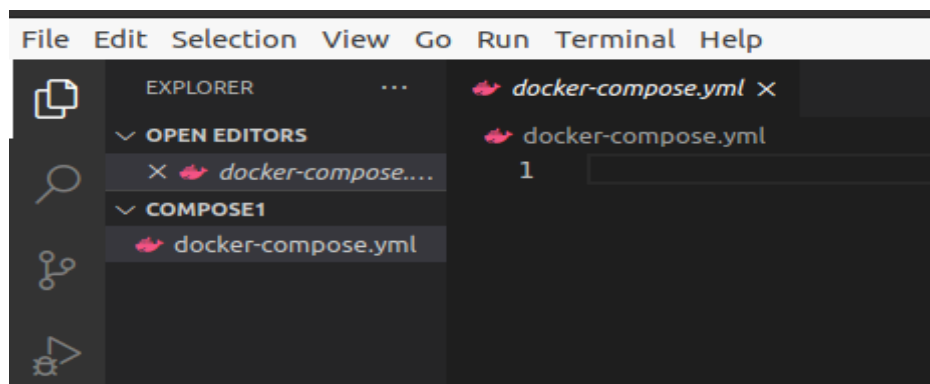 File Edit Selection View Go Run Terminal Help
EXPLORER ...
OPEN EDITORS
docker-compose....
COMPOSE1
docker-compose.yml
docker-compose.yml
docker-compose.yml
1